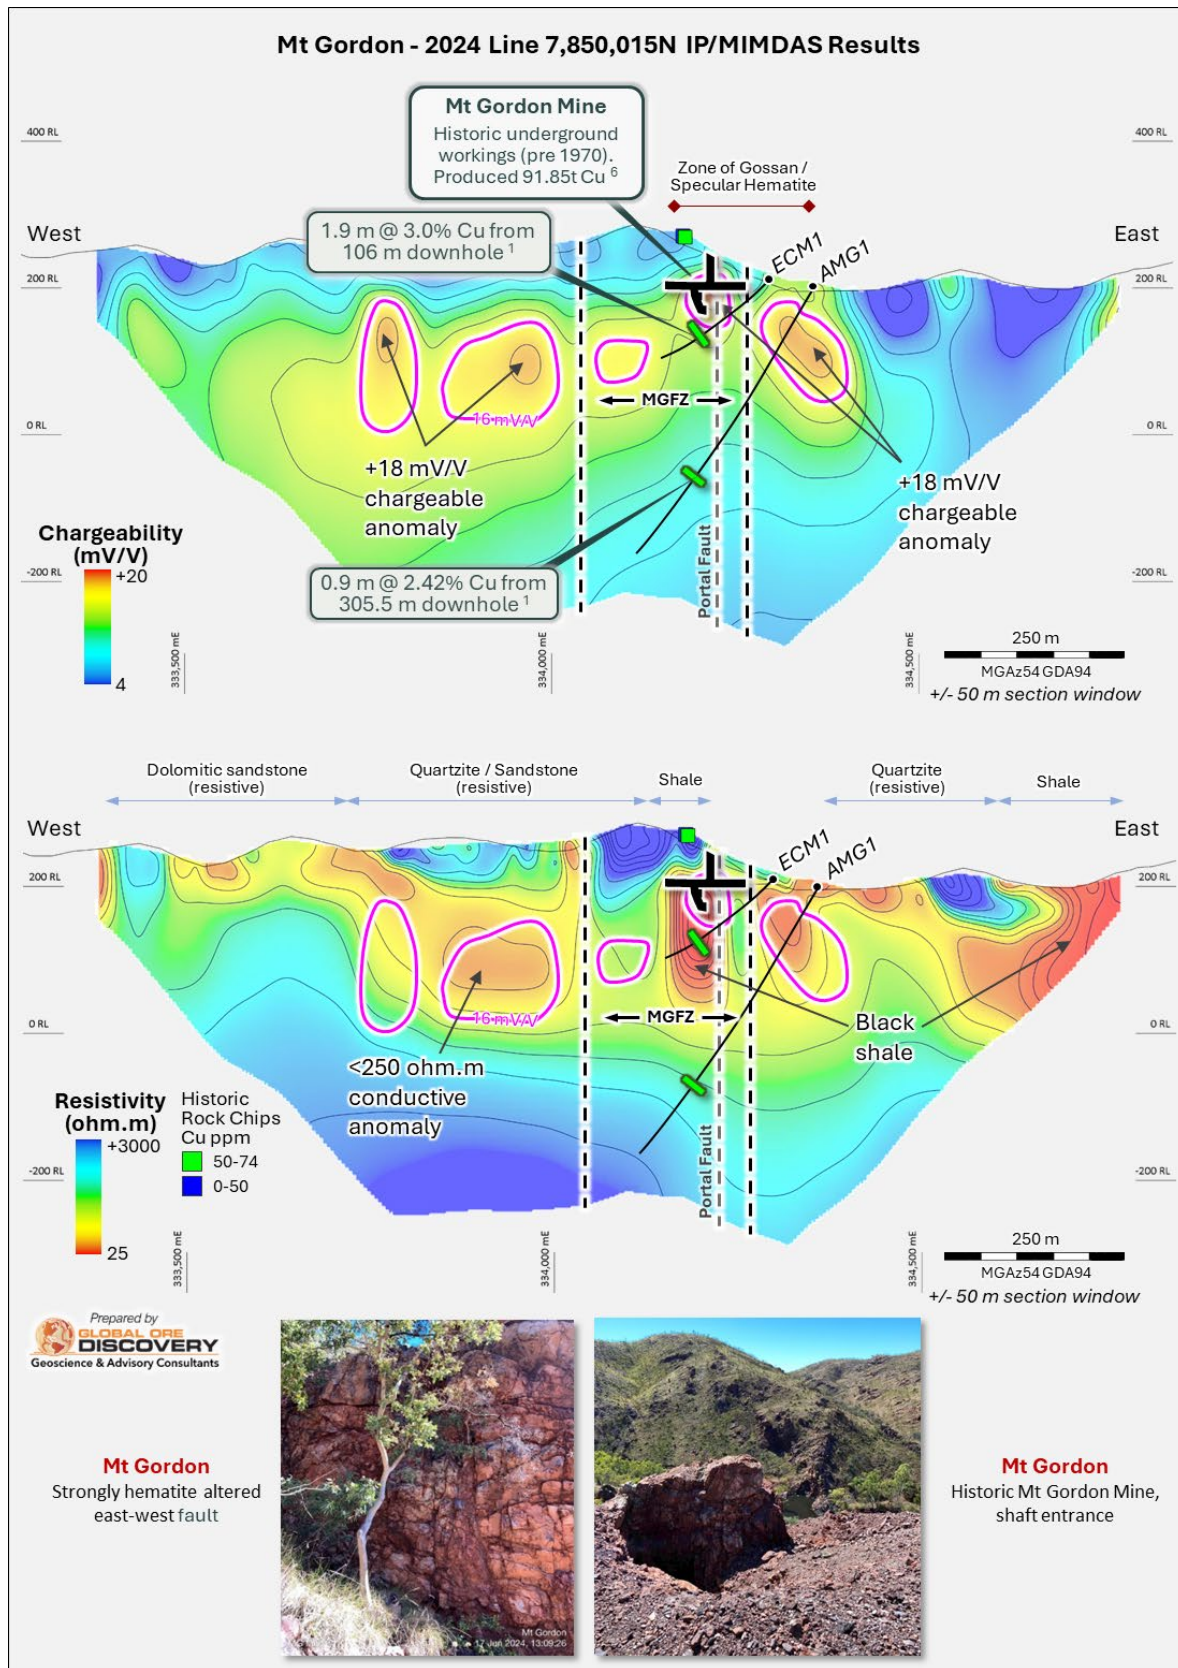 Mt Gordon - 2024 Line 7,850,015N IP/MIMDAS Results
Mt Gordon Mine
Historic underground
workings (pre 1970).
Produced 91.85t Cu 6
400 RL
400 RL
Zone of Gossan /
Specular Hematite
1.9 m @ 3.0% Cu from
106 m downhole 1
West
East
ECM1
AMG1
200 RL
200 RL
MGFZ
16 mV/V
0 RL
0 RL
+18 mV/V
chargeable
anomaly
+18 mV/V
chargeable
anomaly
Chargeability
(mV/V)
+20
4
-200 RL
-200 RL
0.9 m @ 2.42% Cu from
305.5 m downhole 1
Portal Fault
333,500 mE
334,000 mE
334,500 mE
250 m
MGAz54 GDA94
+/- 50 m section window
Dolomitic sandstone
(resistive)
Quartzite / Sandstone
(resistive)
Shale
Quartzite
(resistive)
Shale
West
East
ECM1
AMG1
200 RL
200 RL
16 mV/V
MGFZ
0 RL
0 RL
Black
shale
<250 ohm.m
conductive
anomaly
Resistivity
(ohm.m)
+3000
25
Historic
Rock Chips
Cu ppm
50-74
0-50
-200 RL
-200 RL
Portal Fault
333,500 mE
334,000 mE
334,500 mE
250 m
MGAz54 GDA94
+/- 50 m section window
Prepared by
GLOBAL ORE
DISCOVERY
Geoscience & Advisory Consultants
Mt Gordon
Strongly hematite altered
east-west fault
Mt Gordon
17 Jun 2024, 13:09:26
Mt Gordon
Historic Mt Gordon Mine,
shaft entrance